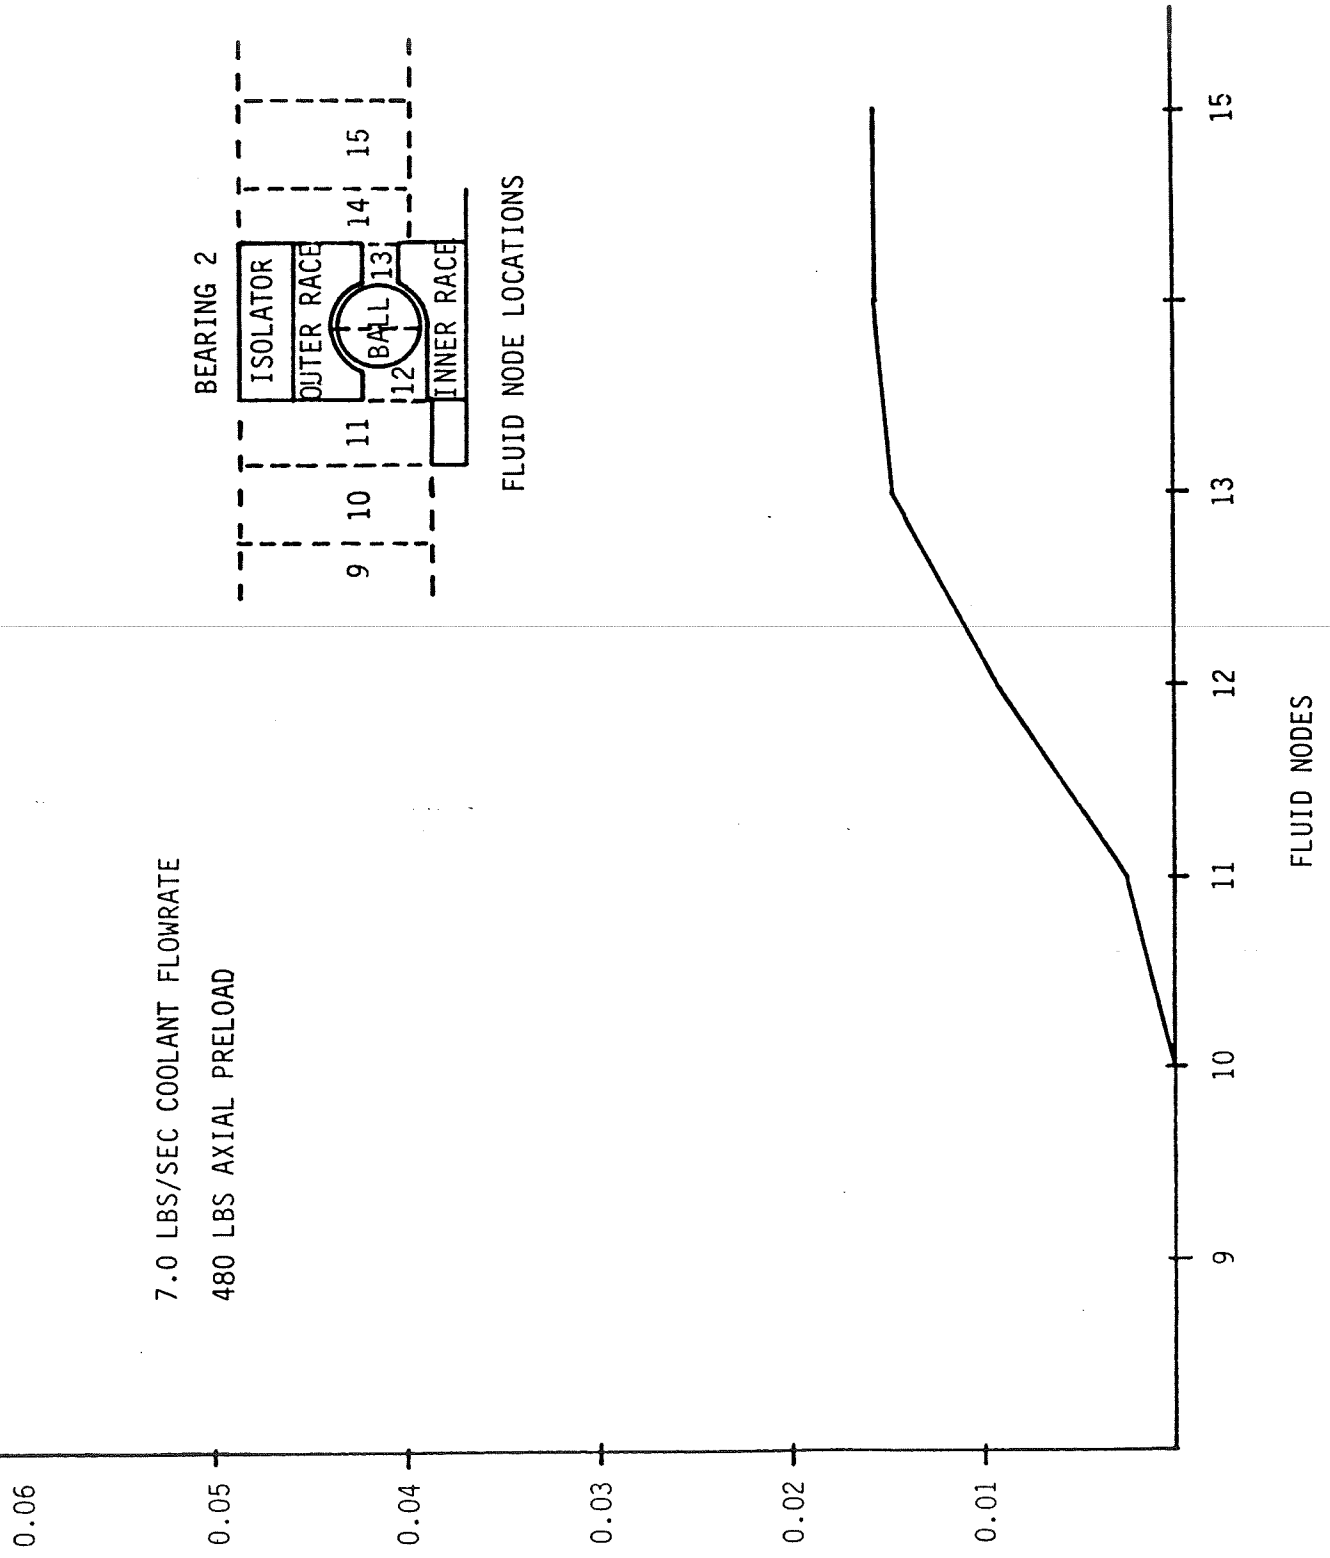 0.06
0.05
0.04
0.03
0.02
0.01
7.0 LBS/SEC COOLANT FLOWRATE
480 LBS AXIAL PRELOAD
BEARING 2
ISOLATOR
OUTER RACE
9 10 11 12 BALL 13 14 15
INNER RACE
FLUID NODE LOCATIONS
9 10 11 12 13 15
FLUID NODES